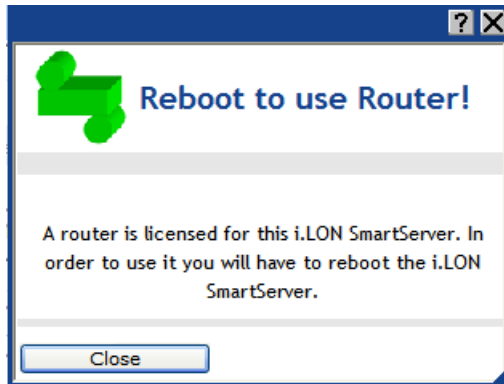 ?
Reboot to use Router!
A router is licensed for this i.LON SmartServer. In
order to use it you will have to reboot the i.LON
SmartServer.
Close